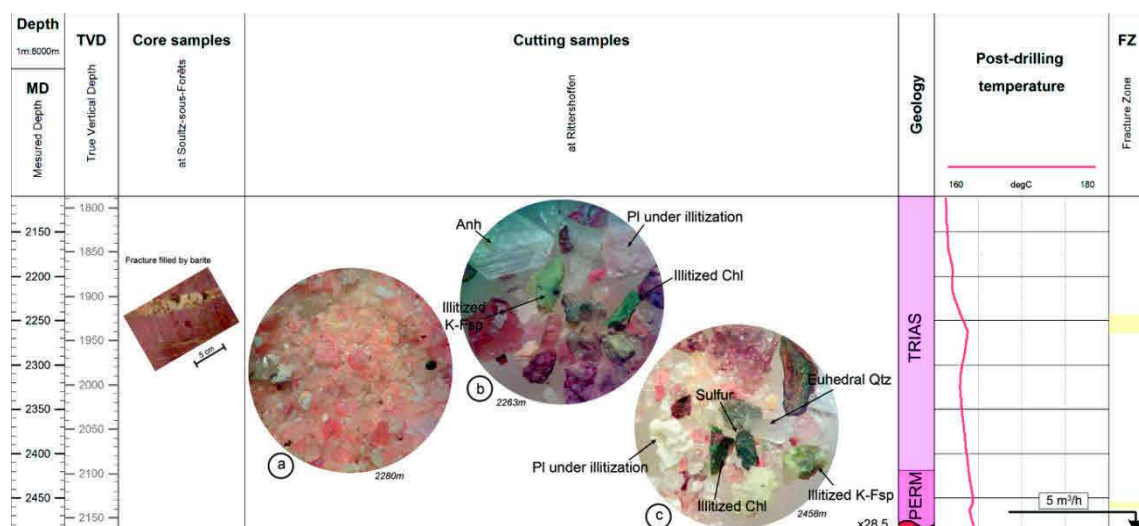 Depth
1m:8000m
MD
Mesured Depth
TVD
True Vertical Depth
Core samples
at Soultz-sous-Forêts
Cutting samples
at Rittershoffen
Geology
Post-drilling
temperature
160 degC 180
FZ
Fracture Zone
2150
2200
2250
2300
2350
2400
2450
1800
1850
1900
1950
2000
2050
2100
2150
Fracture filled by barite
5 cm
a
2280m
Anh
Pl under illitization
Illitized Chl
Illitized
K-Fsp
b
2263m
Euhedral Qtz
Sulfur
Pl under illitization
Illitized Chl
Illitized K-Fsp
c
2458m
x28.5
TRIAS
PERM
5 m³/h